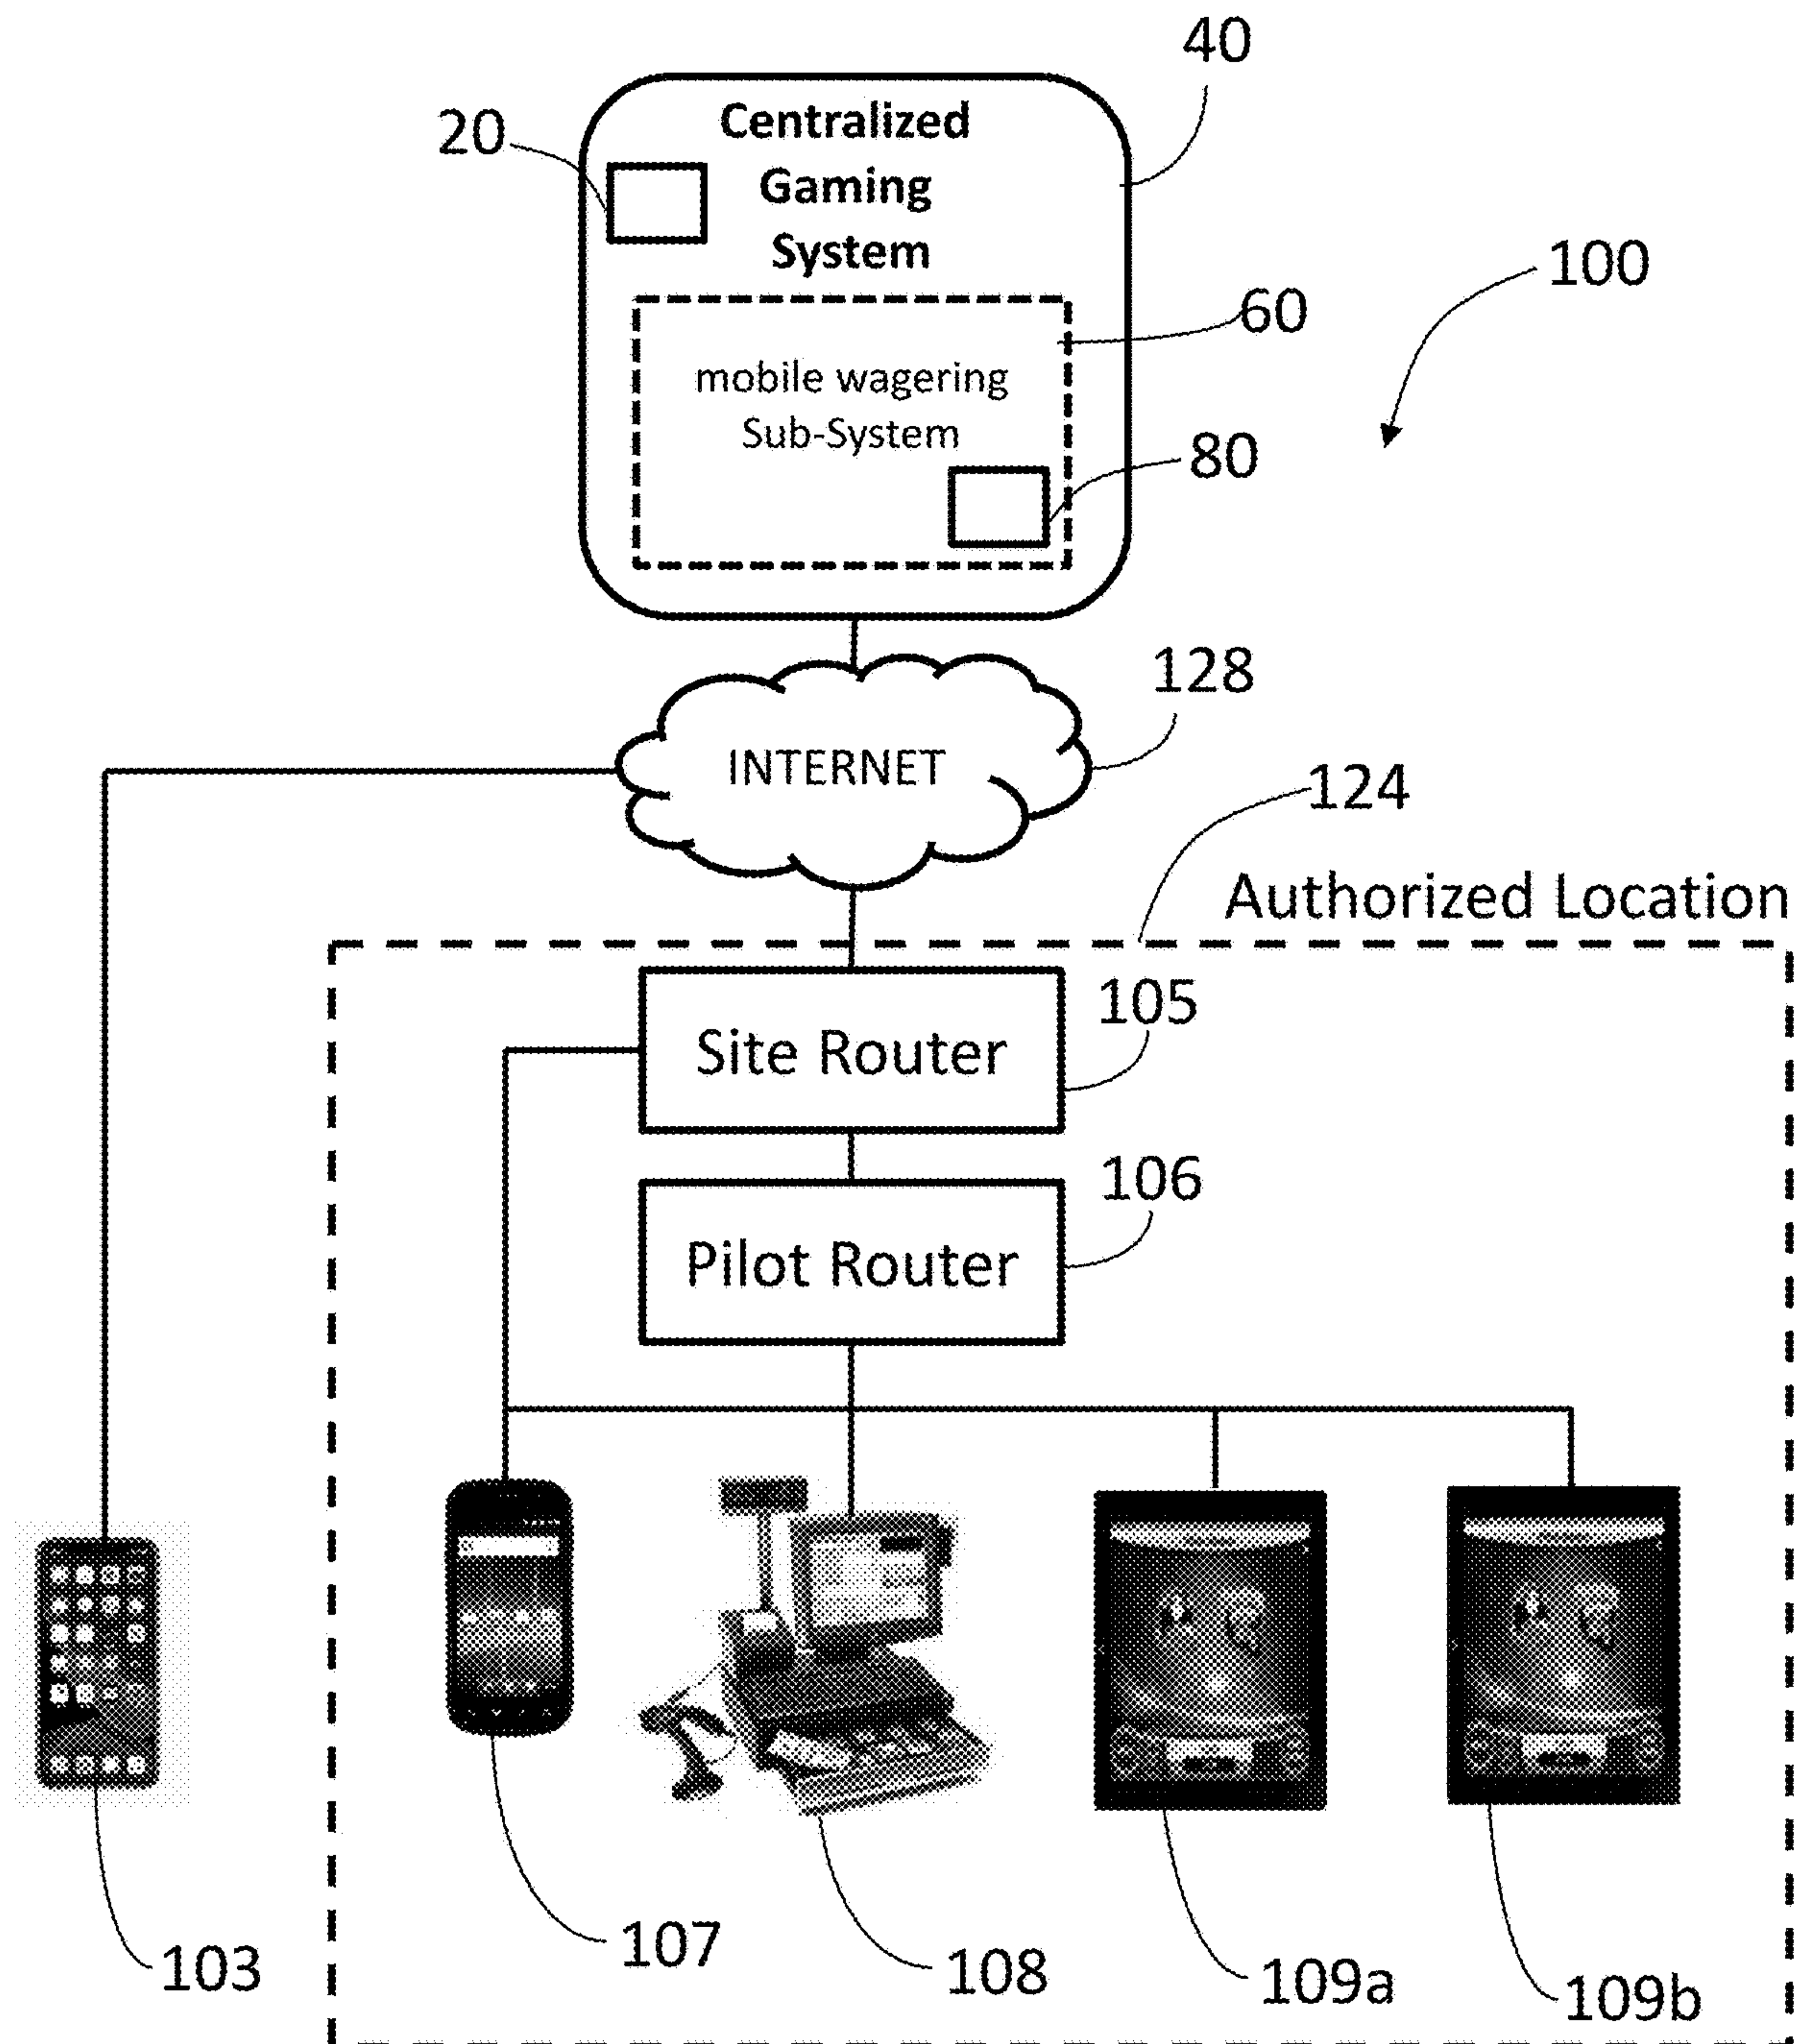 40
20
Centralized
Gaming
System
100
60
mobile wagering
Sub-System
80
128
INTERNET
124
Authorized Location
105
Site Router
106
Pilot Router
107
108
109a
109b
103